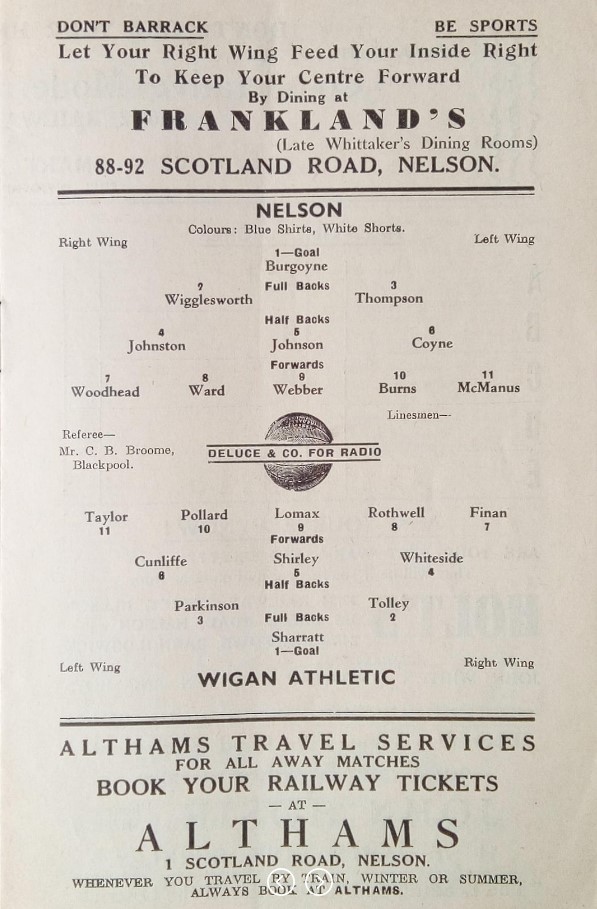 DON'T BARRACK BE SPORTS
Let Your Right Wing Feed Your Inside Right
To Keep Your Centre Forward
By Dining at
FRANKLAND'S
(Late Whittaker's Dining Rooms)
88-92 SCOTLAND ROAD, NELSON.
NELSON
Colours: Blue Shirts, White Shorts.
Right Wing Left Wing
1—Goal
Burgoyne
2 Full Backs 3
Wigglesworth Thompson
Half Backs
4 5 6
Johnston Johnson Coyne
Forwards
7 8 9 10 11
Woodhead Ward Webber Burns McManus
Linesmen—
Referee—
Mr. C. B. Broome,
Blackpool.
DELUCE & CO. FOR RADIO
Taylor Pollard Lomax Rothwell Finan
11 10 9 8 7
Forwards
Cunliffe Shirley Whiteside
6 5 4
Half Backs
Parkinson Tolley
3 Full Backs 2
Sharratt
1—Goal
Left Wing Right Wing
WIGAN ATHLETIC
ALTHAMS TRAVEL SERVICES
FOR ALL AWAY MATCHES
BOOK YOUR RAILWAY TICKETS
— AT —
ALTHAMS
1 SCOTLAND ROAD, NELSON.
WHENEVER YOU TRAVEL BY TRAIN, WINTER OR SUMMER,
ALWAYS BOOK AT ALTHAMS.